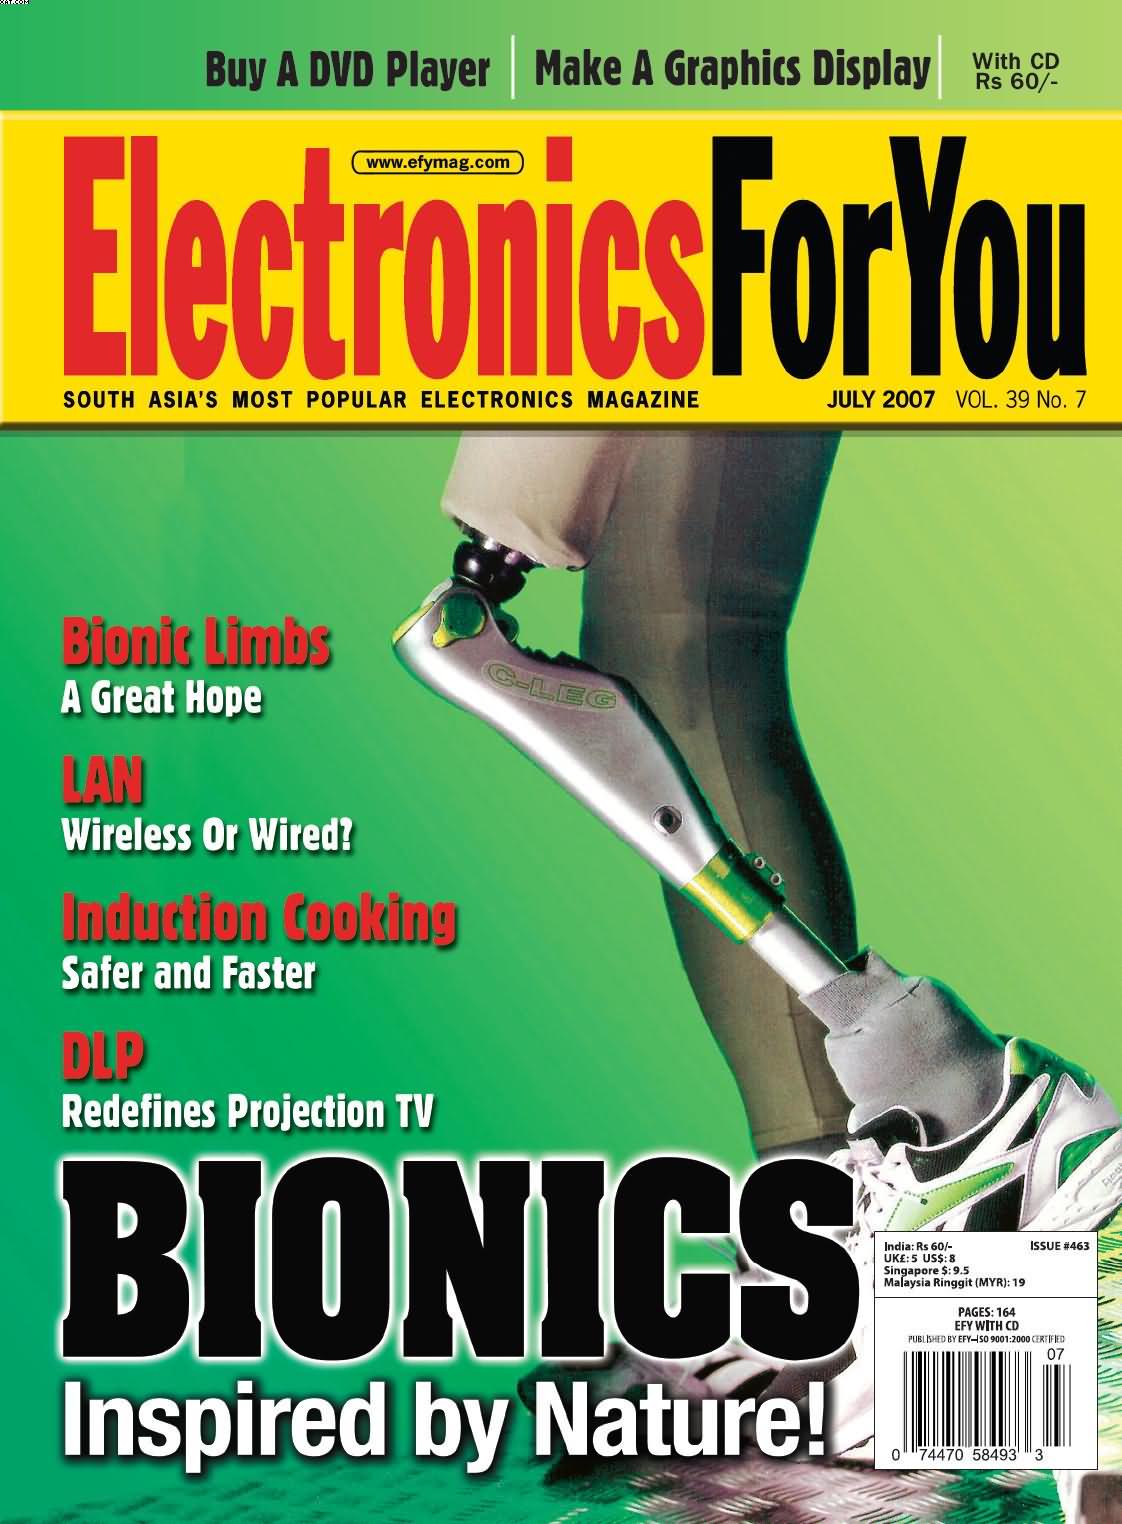 XAT.COM
Buy A DVD Player
Make A Graphics Display
With CD
Rs 60/-
www.efymag.com
ElectronicsForYou
SOUTH ASIA'S MOST POPULAR ELECTRONICS MAGAZINE
JULY 2007 VOL. 39 No. 7
C-LEG
Bionic Limbs
A Great Hope
LAN
Wireless Or Wired?
Induction Cooking
Safer and Faster
DLP
Redefines Projection TV
BIONICS
Inspired by Nature!
India: Rs 60/-
ISSUE #463
UK£: 5 US$: 8
Singapore $: 9.5
Malaysia Ringgit (MYR): 19
PAGES: 164
EFY WITH CD
PUBLISHED BY EFY—ISO 9001:2000 CERTIFIED
07
0 74470 58493 3